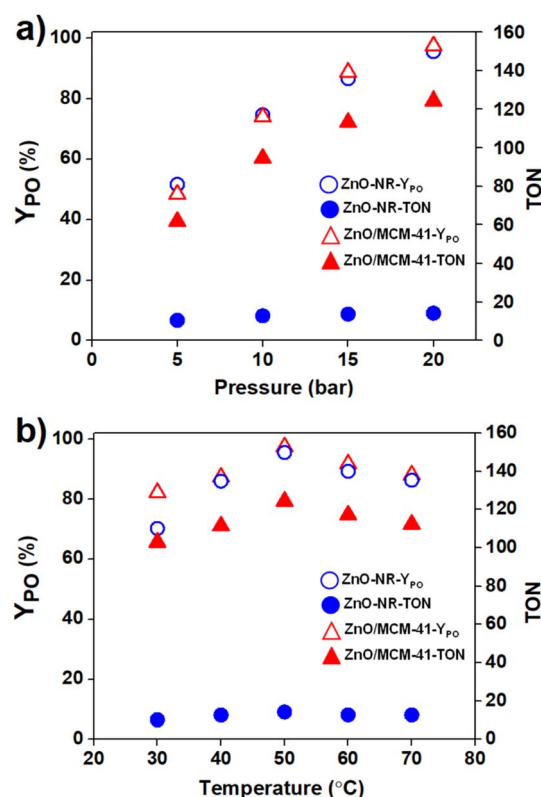 a)
100
80
60
40
20
0
Y_PO (%)
160
140
120
100
80
60
40
20
0
TON
ZnO-NR-Y_PO
ZnO-NR-TON
ZnO/MCM-41-Y_PO
ZnO/MCM-41-TON
0 5 10 15 20
Pressure (bar)
b)
100
80
60
40
20
0
Y_PO (%)
160
140
120
100
80
60
40
20
0
TON
ZnO-NR-Y_PO
ZnO-NR-TON
ZnO/MCM-41-Y_PO
ZnO/MCM-41-TON
20 30 40 50 60 70
Temperature (°C)